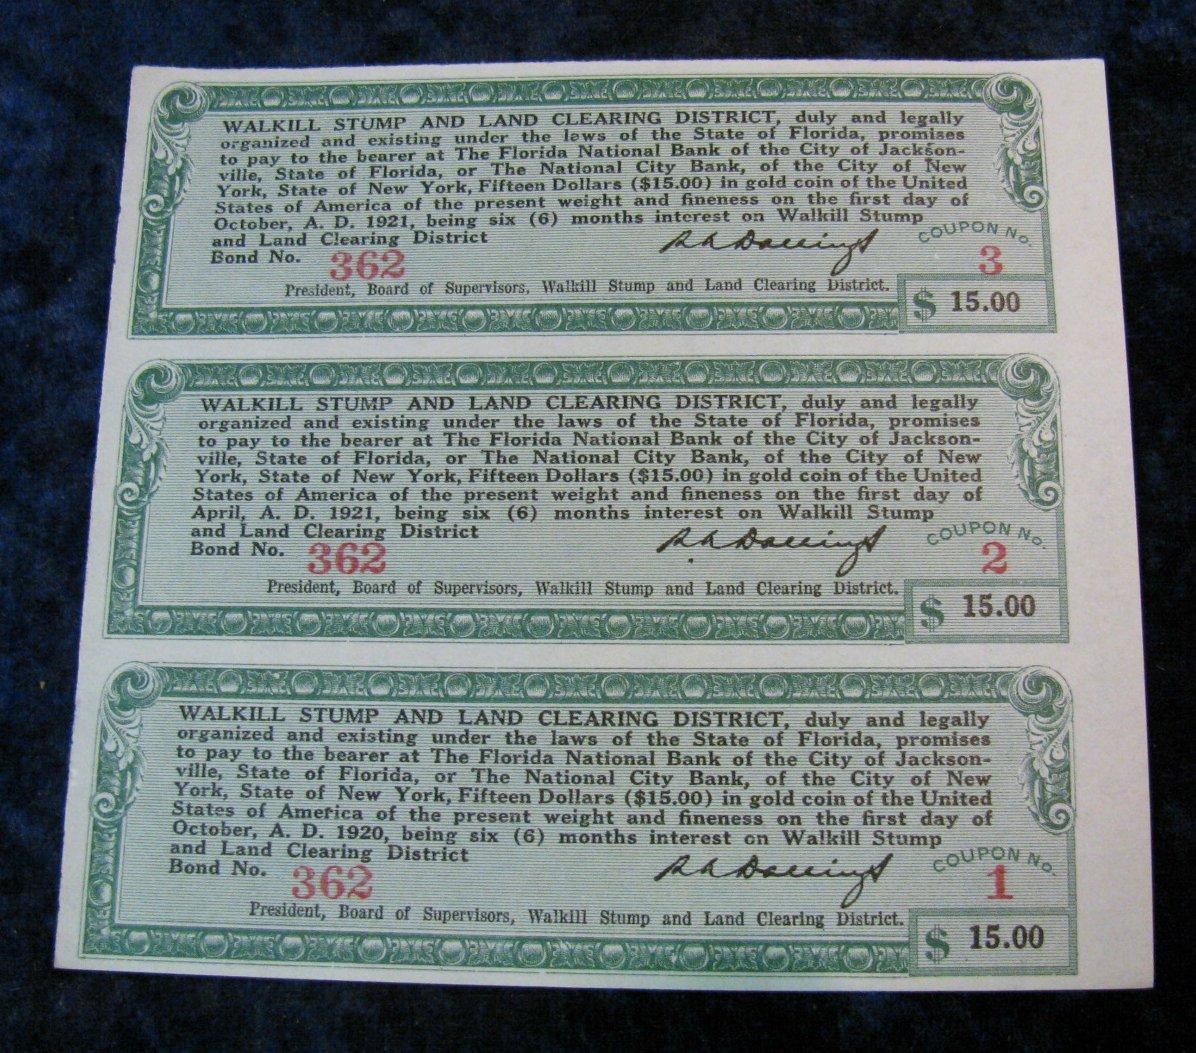 WALKILL STUMP AND LAND CLEARING DISTRICT, duly and legally
organized and existing under the laws of the State of Florida, promises
to pay to the bearer at The Florida National Bank of the City of Jackson-
ville, State of Florida, or The National City Bank, of the City of New
York, State of New York, Fifteen Dollars ($15.00) in gold coin of the United
States of America of the present weight and fineness on the first day of
October, A. D. 1921, being six (6) months interest on Walkill Stump
and Land Clearing District
Bond No. 362
COUPON No.
3
President, Board of Supervisors, Walkill Stump and Land Clearing District.
$ 15.00
WALKILL STUMP AND LAND CLEARING DISTRICT, duly and legally
organized and existing under the laws of the State of Florida, promises
to pay to the bearer at The Florida National Bank of the City of Jackson-
ville, State of Florida, or The National City Bank, of the City of New
York, State of New York, Fifteen Dollars ($15.00) in gold coin of the United
States of America of the present weight and fineness on the first day of
April, A. D. 1921, being six (6) months interest on Walkill Stump
and Land Clearing District
Bond No. 362
COUPON No.
2
President, Board of Supervisors, Walkill Stump and Land Clearing District.
$ 15.00
WALKILL STUMP AND LAND CLEARING DISTRICT, duly and legally
organized and existing under the laws of the State of Florida, promises
to pay to the bearer at The Florida National Bank of the City of Jackson-
ville, State of Florida, or The National City Bank, of the City of New
York, State of New York, Fifteen Dollars ($15.00) in gold coin of the United
States of America of the present weight and fineness on the first day of
October, A. D. 1920, being six (6) months interest on Walkill Stump
and Land Clearing District
Bond No. 362
COUPON No.
1
President, Board of Supervisors, Walkill Stump and Land Clearing District.
$ 15.00